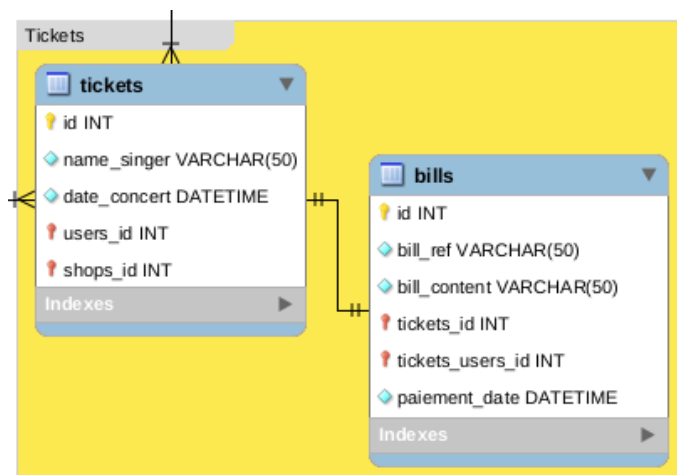 Tickets
tickets
id INT
name_singer VARCHAR(50)
date_concert DATETIME
users_id INT
shops_id INT
Indexes
bills
id INT
bill_ref VARCHAR(50)
bill_content VARCHAR(50)
tickets_id INT
tickets_users_id INT
paiement_date DATETIME
Indexes